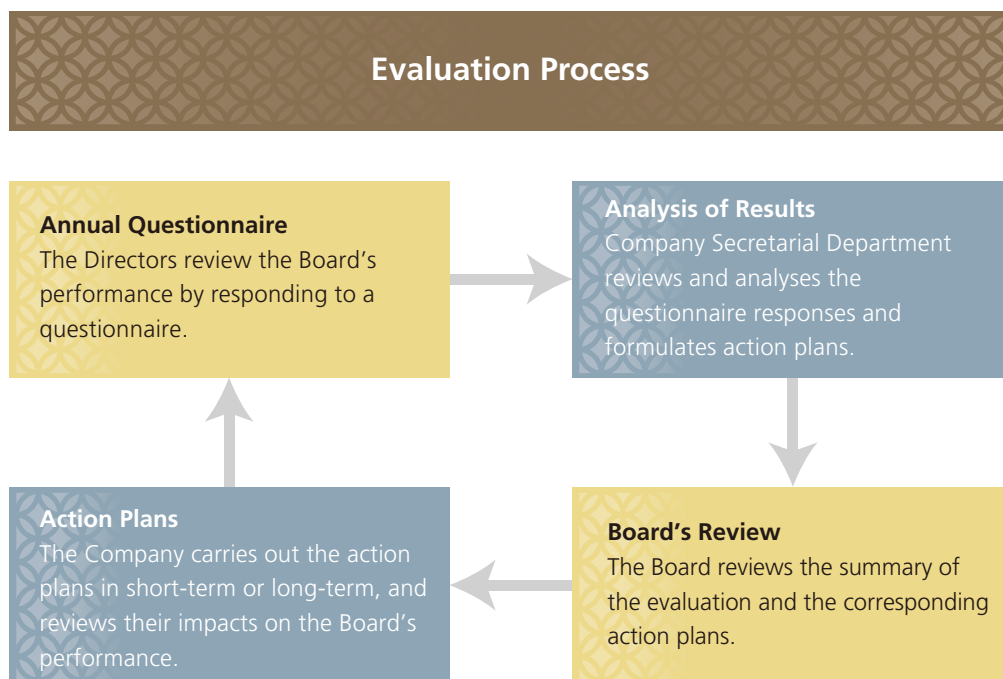 Evaluation Process
Annual Questionnaire
The Directors review the Board’s
performance by responding to a
questionnaire.
Analysis of Results
Company Secretarial Department
reviews and analyses the
questionnaire responses and
formulates action plans.
Board’s Review
The Board reviews the summary of
the evaluation and the corresponding
action plans.
Action Plans
The Company carries out the action
plans in short-term or long-term, and
reviews their impacts on the Board’s
performance.